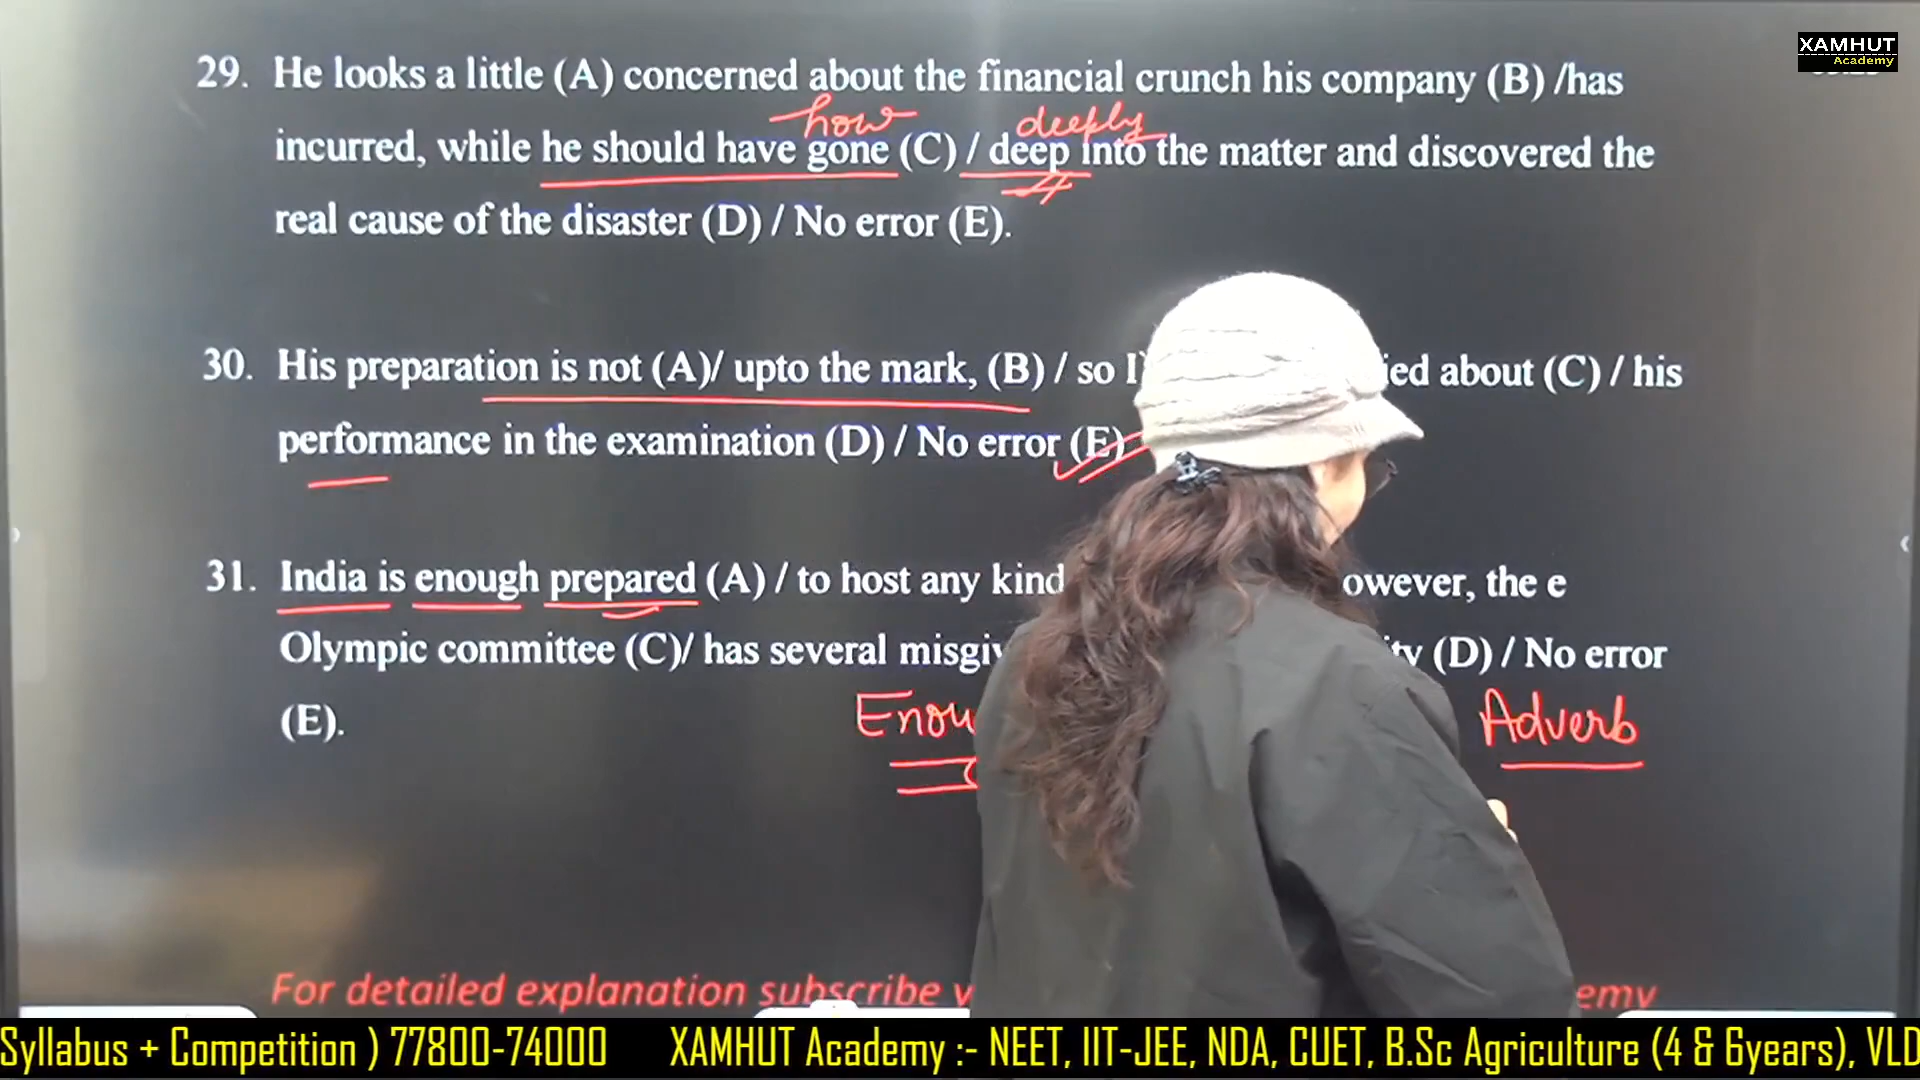 XAMHUT
Academy
29. He looks a little (A) concerned about the financial crunch his company (B) /has
how deeply
incurred, while he should have gone (C) / deep into the matter and discovered the
real cause of the disaster (D) / No error (E).
30. His preparation is not (A)/ upto the mark, (B) / so I about (C) / his
performance in the examination (D) / No error (E)
31. India is enough prepared (A) / to host any kind the e
Olympic committee (C)/ has several (D) / No error
(E).
Adverb
For detailed explanation subscribe
Syllabus + Competition ) 77800-74000 XAMHUT Academy :- NEET, IIT-JEE, NDA, CUET, B.Sc Agriculture (4 & 6years), VLD